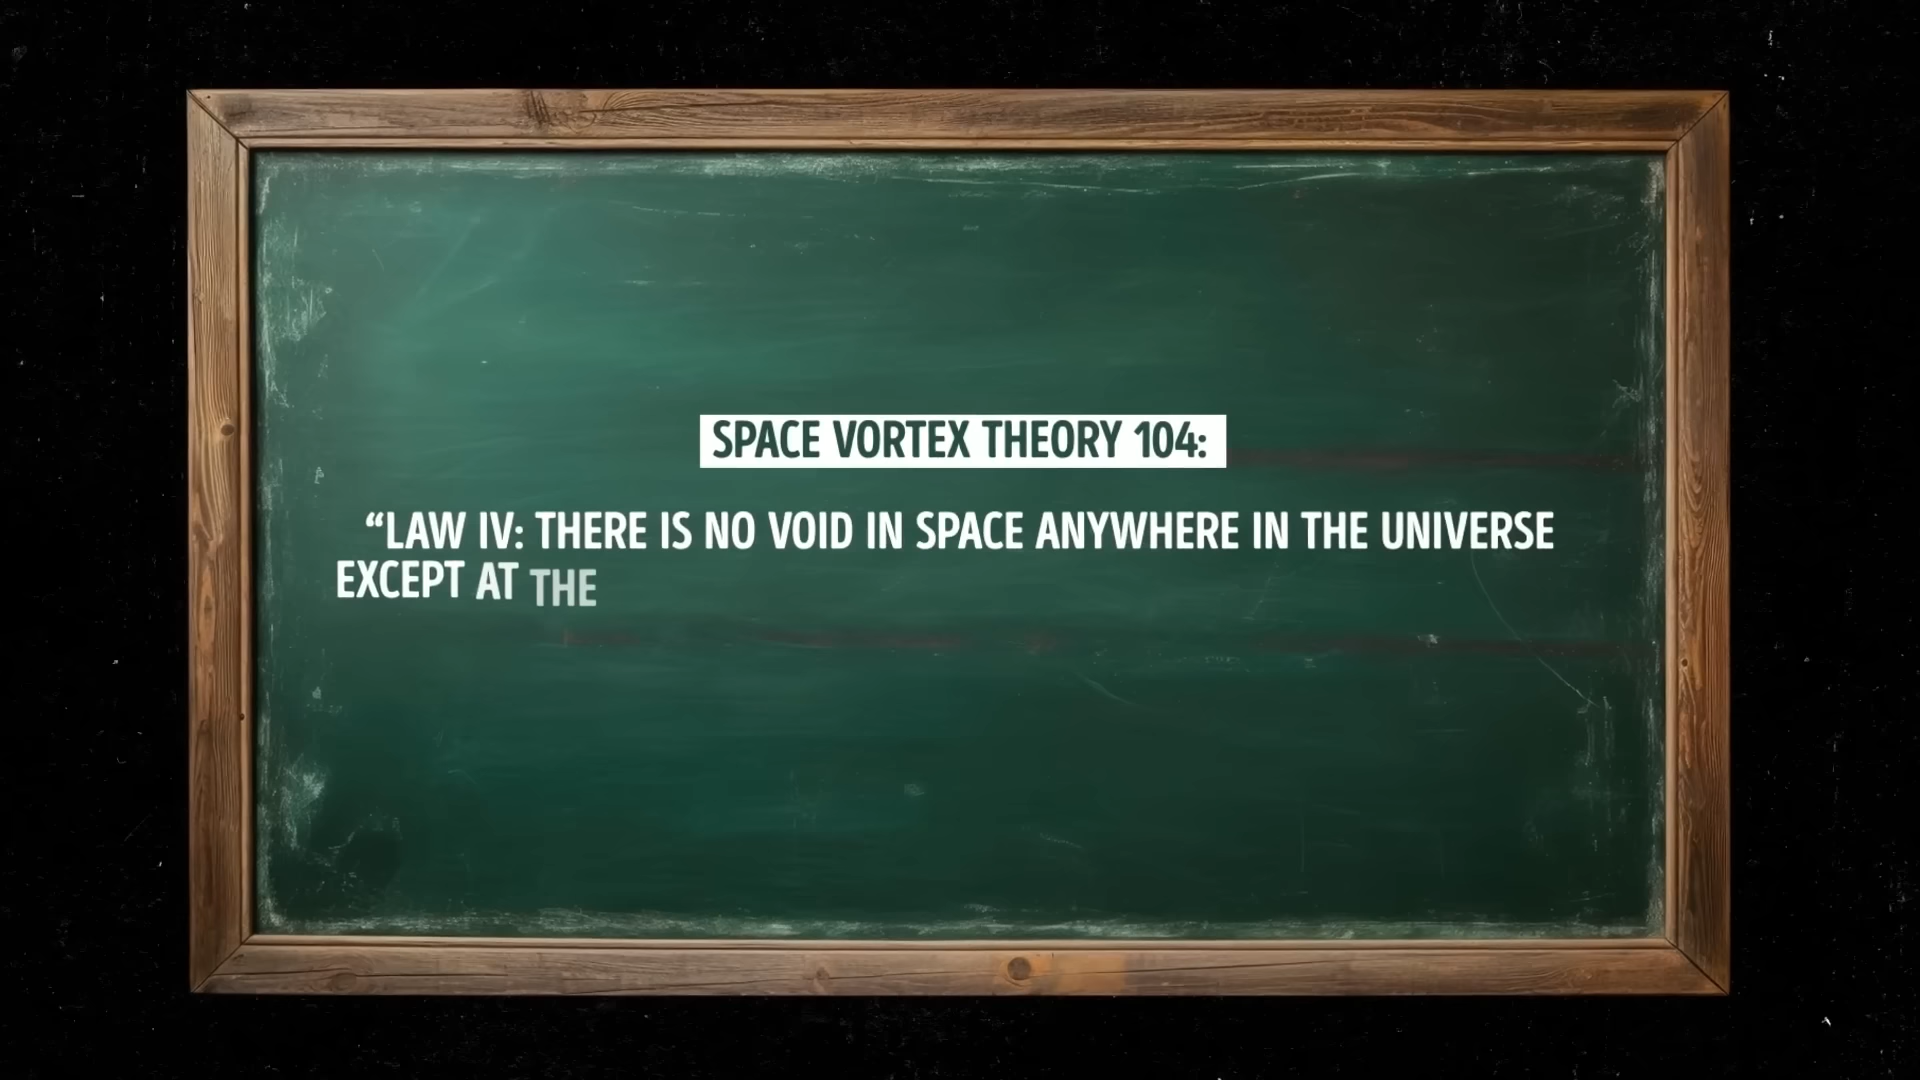 SPACE VORTEX THEORY 104:
“LAW IV: THERE IS NO VOID IN SPACE ANYWHERE IN THE UNIVERSE
EXCEPT AT THE